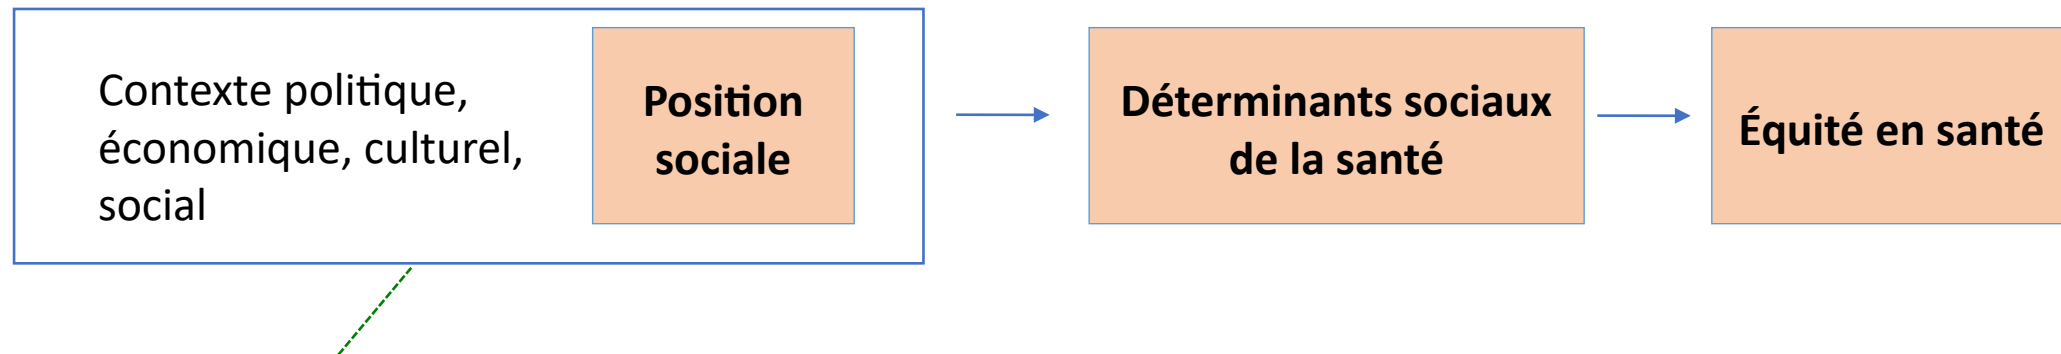 Contexte politique,
économique, culturel,
social
Position
sociale
Déterminants sociaux
de la santé
Équité en santé